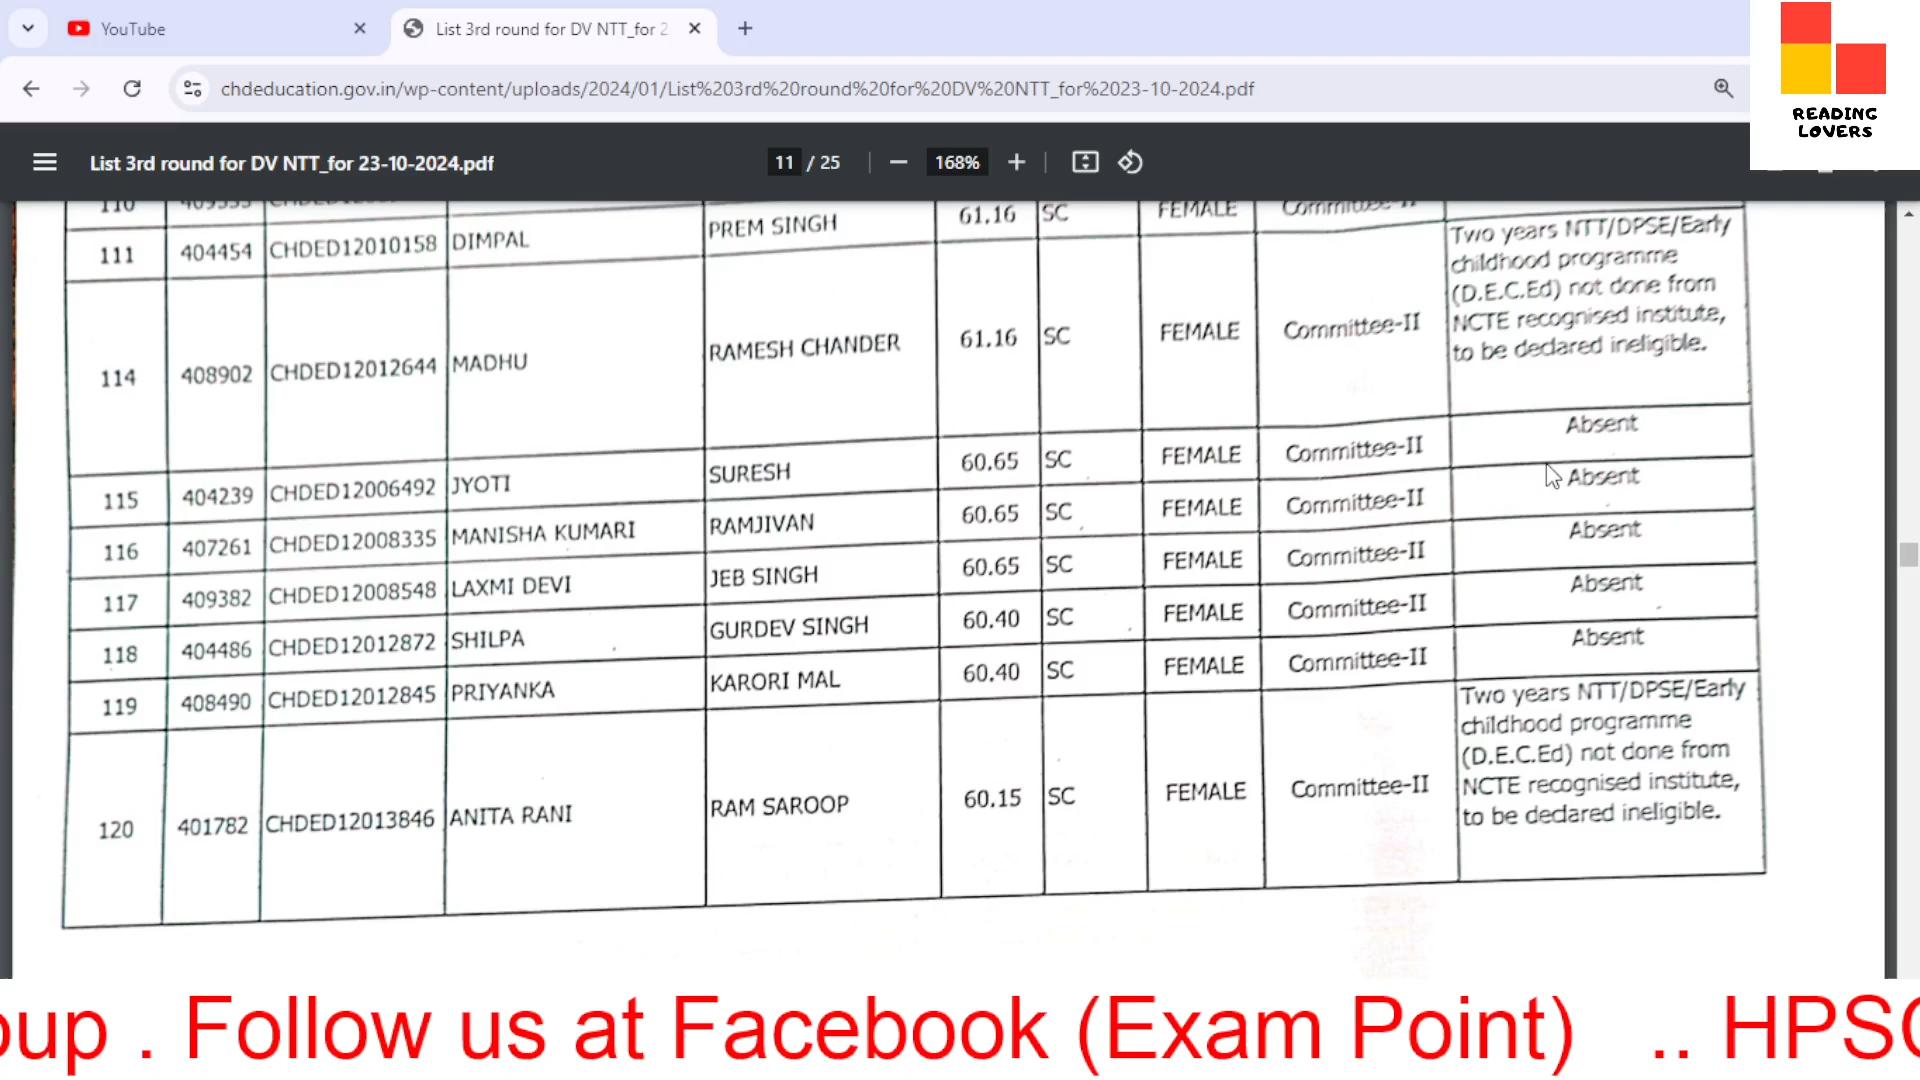 YouTube
List 3rd round for DV NTT_for 2
chdeducation.gov.in/wp-content/uploads/2024/01/List%203rd%20round%20for%20DV%20NTT_for%2023-10-2024.pdf
READING
LOVERS
List 3rd round for DV NTT_for 23-10-2024.pdf
11 / 25
168%
110
111 404454 CHDED12010158 DIMPAL PREM SINGH 61.16 SC FEMALE Committee-II
114 408902 CHDED12012644 MADHU RAMESH CHANDER 61.16 SC FEMALE Committee-II
Two years NTT/DPSE/Early
childhood programme
(D.E.C.Ed) not done from
NCTE recognised institute,
to be declared ineligible.
115 404239 CHDED12006492 JYOTI SURESH 60.65 SC FEMALE Committee-II Absent
116 407261 CHDED12008335 MANISHA KUMARI RAMJIVAN 60.65 SC FEMALE Committee-II Absent
117 409382 CHDED12008548 LAXMI DEVI JEB SINGH 60.65 SC FEMALE Committee-II Absent
118 404486 CHDED12012872 SHILPA GURDEV SINGH 60.40 SC FEMALE Committee-II Absent
119 408490 CHDED12012845 PRIYANKA KARORI MAL 60.40 SC FEMALE Committee-II Absent
120 401782 CHDED12013846 ANITA RANI RAM SAROOP 60.15 SC FEMALE Committee-II
Two years NTT/DPSE/Early
childhood programme
(D.E.C.Ed) not done from
NCTE recognised institute,
to be declared ineligible.
oup . Follow us at Facebook (Exam Point) .. HPSC